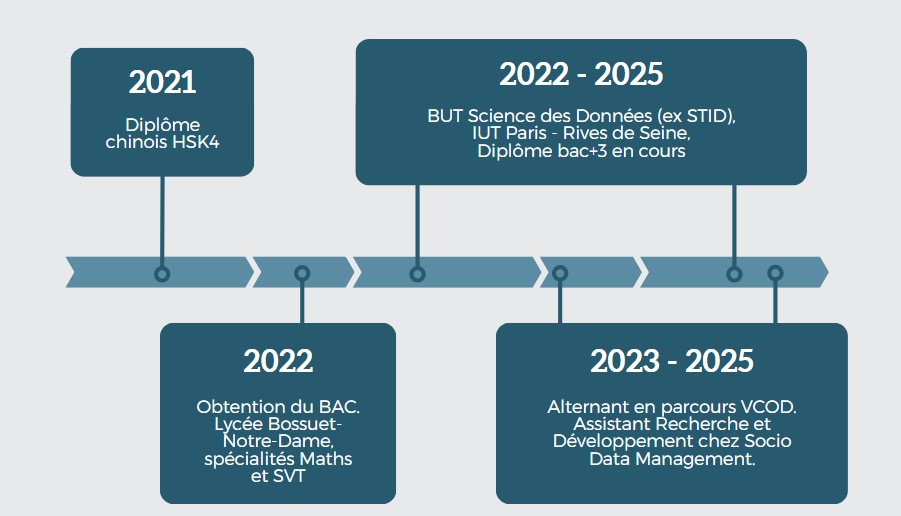 2021
Diplôme
chinois HSK4
2022 - 2025
BUT Science des Données (ex STID),
IUT Paris - Rives de Seine,
Diplôme bac+3 en cours
2022
Obtention du BAC.
Lycée Bossuet-
Notre-Dame,
spécialités Maths
et SVT
2023 - 2025
Alternant en parcours VCOD.
Assistant Recherche et
Développement chez Socio
Data Management.